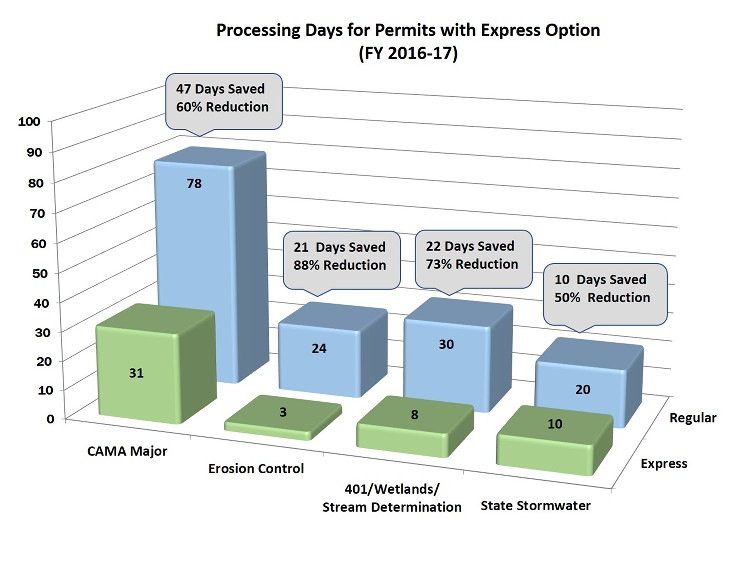 Processing Days for Permits with Express Option
(FY 2016-17)
47 Days Saved
60% Reduction
21 Days Saved
88% Reduction
22 Days Saved
73% Reduction
10 Days Saved
50% Reduction
100
90
80
70
60
50
40
30
20
10
0
78
24
30
20
31
3
8
10
Regular
Express
CAMA Major
Erosion Control
401/Wetlands/
Stream Determination
State Stormwater